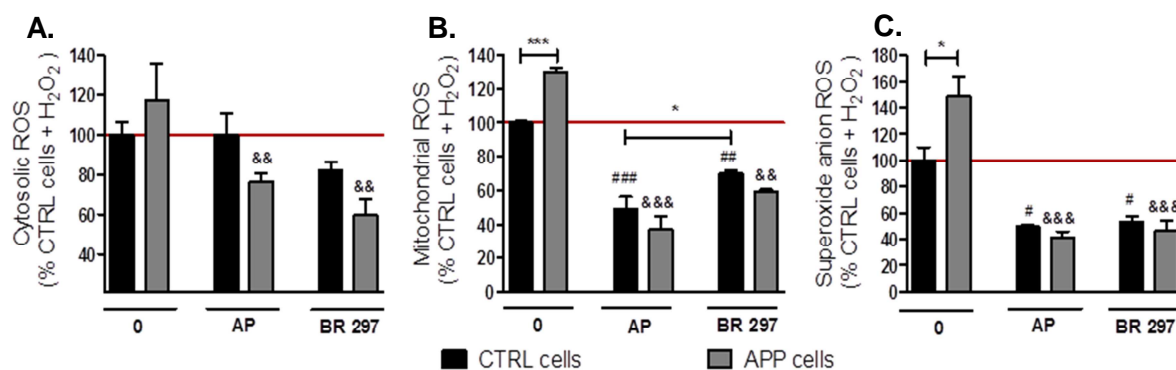 A.
Cytosolic ROS
(% CTRL cells + H₂O₂)
140
120
100
80
60
40
&&
&&
0
AP
BR 297
B.
Mitochondrial ROS
(% CTRL cells + H₂O₂)
140
120
100
80
60
40
20
0
***
*
###
&&&
##
&&
0
AP
BR 297
C.
Superoxide anion ROS
(% CTRL cells + H₂O₂)
180
160
140
120
100
80
60
40
20
0
*
#
&&&
#
&&&
0
AP
BR 297
CTRL cells
APP cells